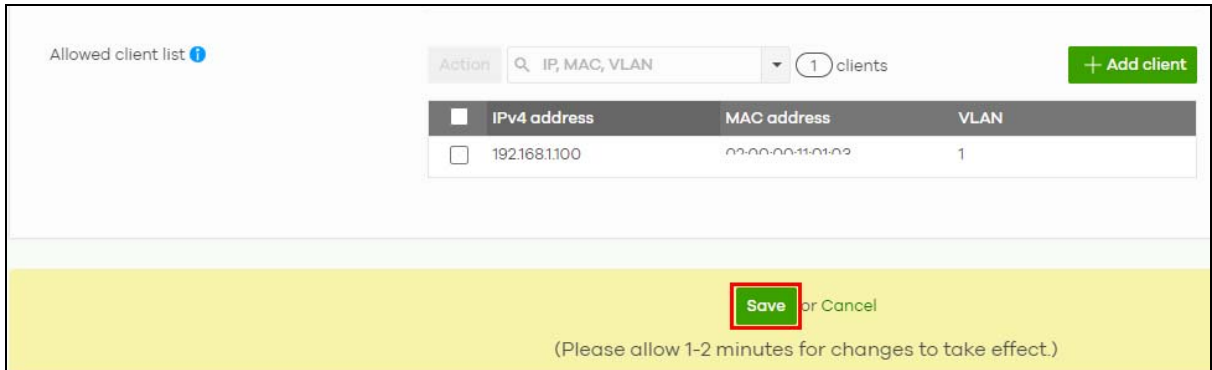 Allowed client list
Action IP, MAC, VLAN 1 clients + Add client
IPv4 address MAC address VLAN
192.168.1.100 1
Save or Cancel
(Please allow 1-2 minutes for changes to take effect.)